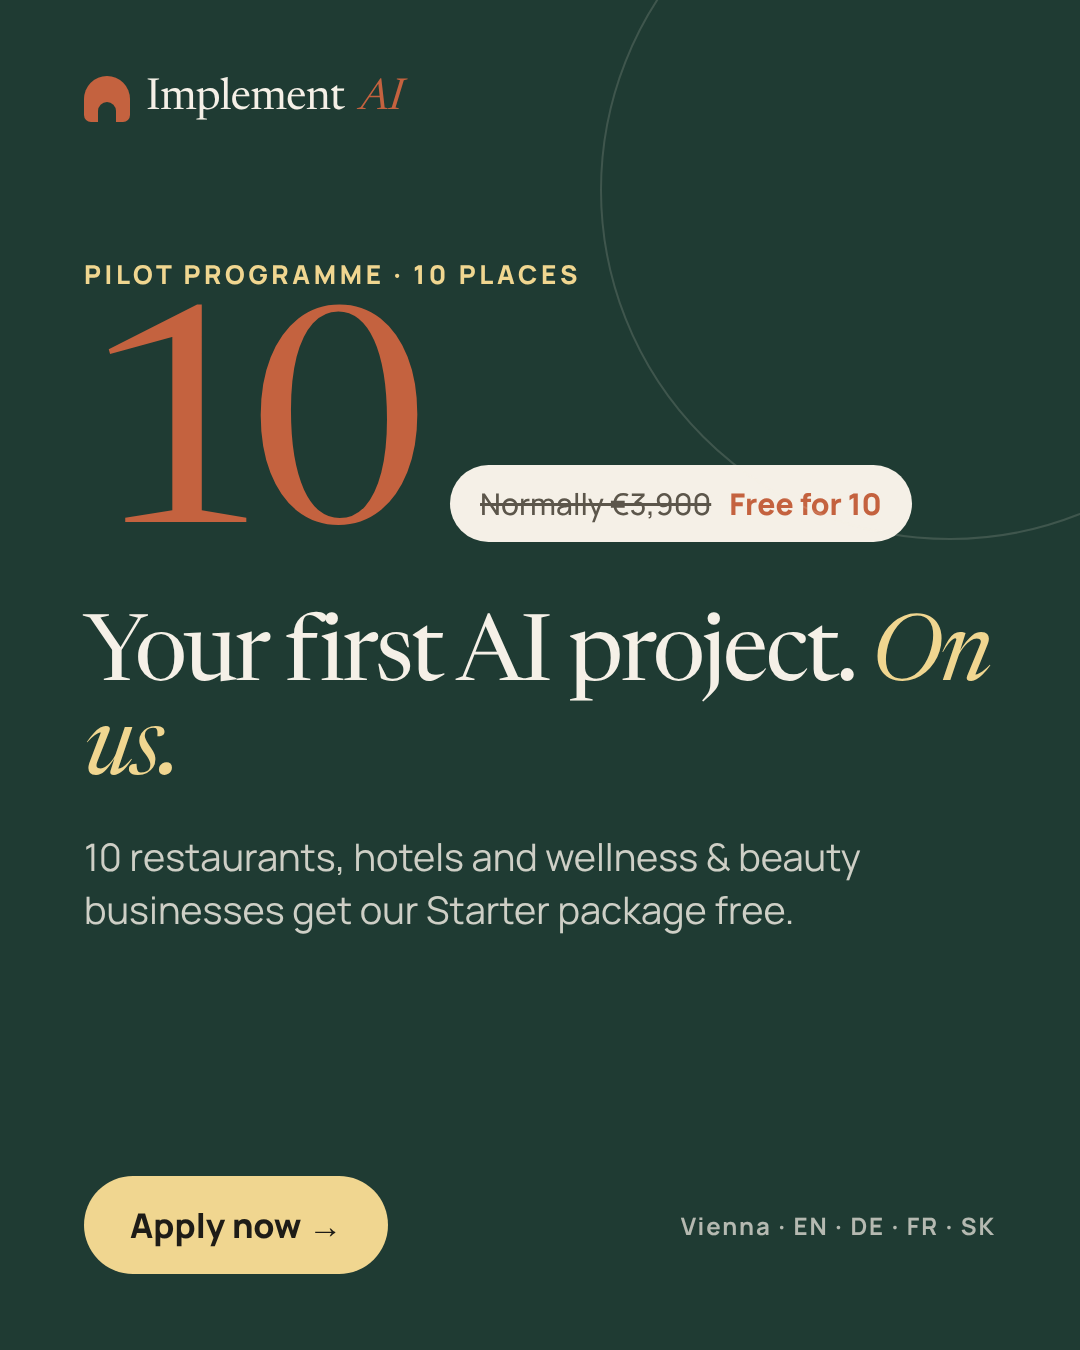 Implement AI
PILOT PROGRAMME · 10 PLACES
10
Normally €3,900 Free for 10
Your first AI project. On
us.
10 restaurants, hotels and wellness & beauty
businesses get our Starter package free.
Apply now →
Vienna · EN · DE · FR · SK